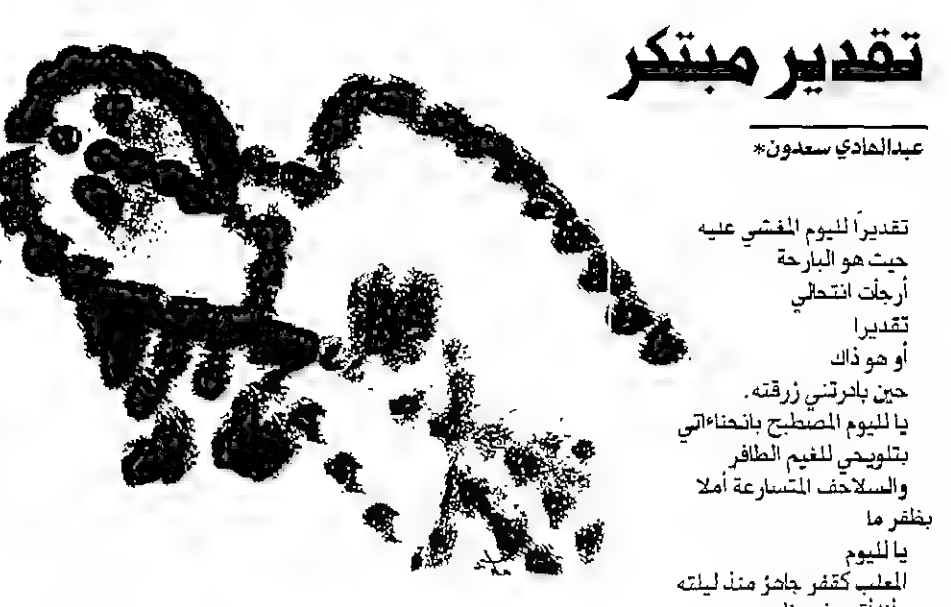 تقدير مبتكر
عبدالهادي سعدون*
تقديراً لليوم المغشي عليه
حيث هو البارحة
أرجأت انتحالي
تقديرا
أو هو ذاك
حين بادرتني زرقته.
يا لليوم المصطبح بانحناءاتي
بتلويحي للغيم الطافر
والسلاحف المتسارعة أملا
بظفر ما
يا لليوم
المعلب كقفر جاهز منذ ليلته